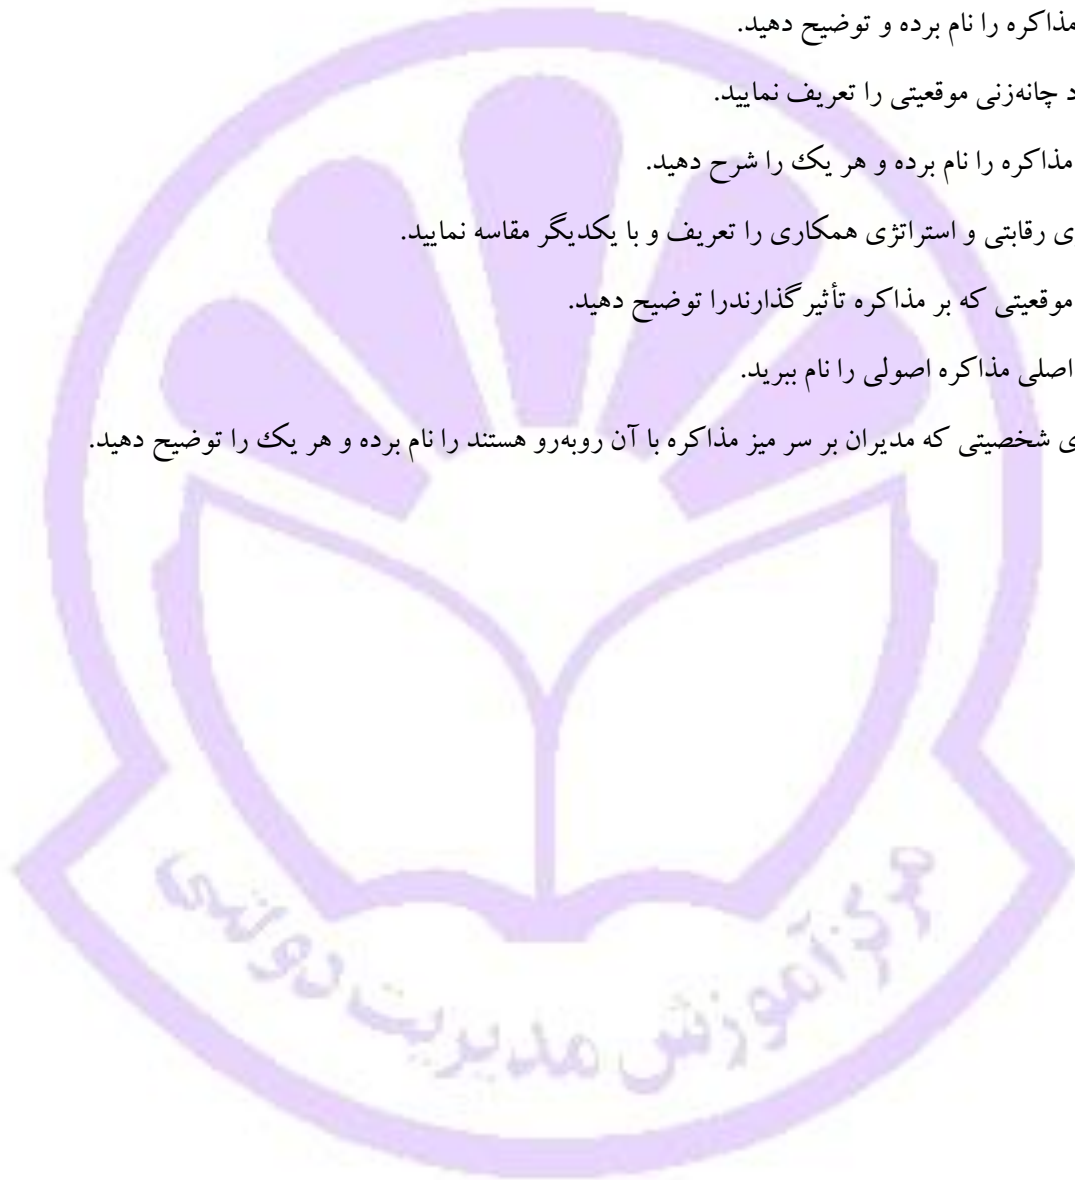 مذاکره را نام برده و توضیح دهید.
د چانه‌زنی موقعیتی را تعریف نمایید.
مذاکره را نام برده و هر یک را شرح دهید.
ی رقابتی و استراتژی همکاری را تعریف و با یکدیگر مقاسه نمایید.
موقعیتی که بر مذاکره تأثیر گذارندرا توضیح دهید.
اصلی مذاکره اصولی را نام ببرید.
ی شخصیتی که مدیران بر سر میز مذاکره با آن روبه‌رو هستند را نام برده و هر یک را توضیح دهید.
مرکز آموزش مدیریت دولتی